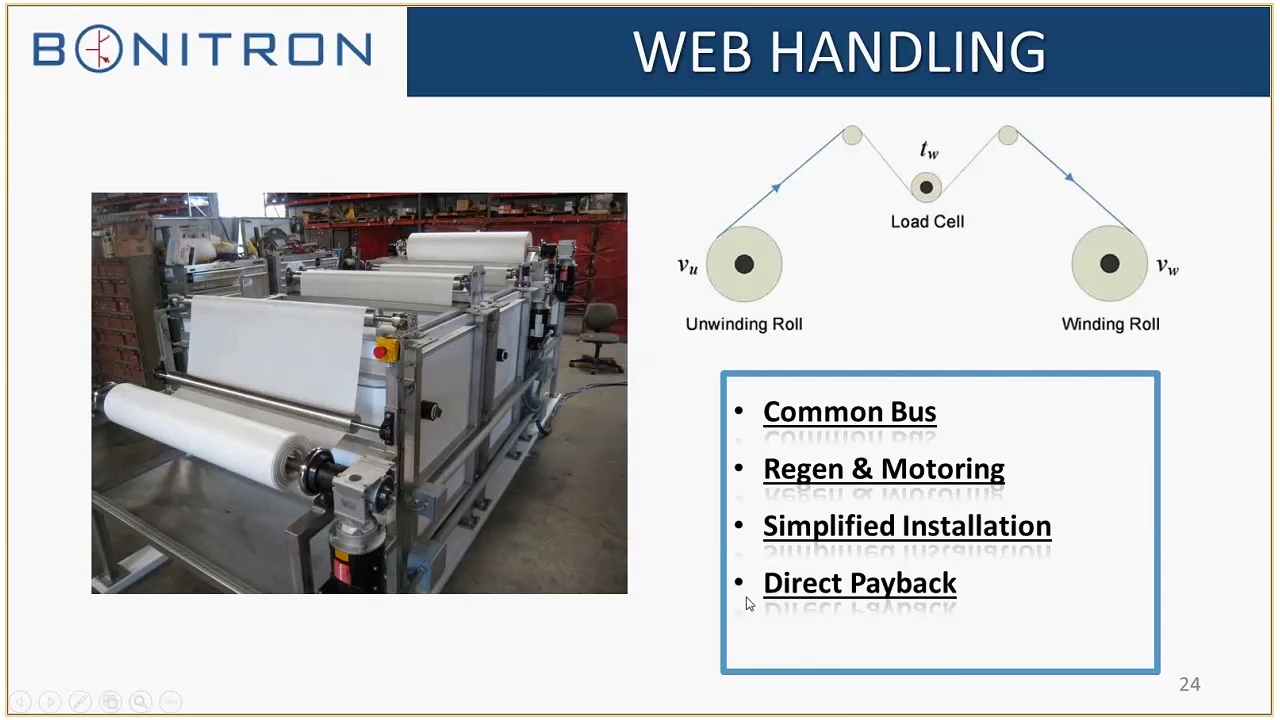 BONITRON
WEB HANDLING
t_w
Load Cell
v_u
v_w
Unwinding Roll
Winding Roll
• Common Bus
• Regen & Motoring
• Simplified Installation
• Direct Payback
24